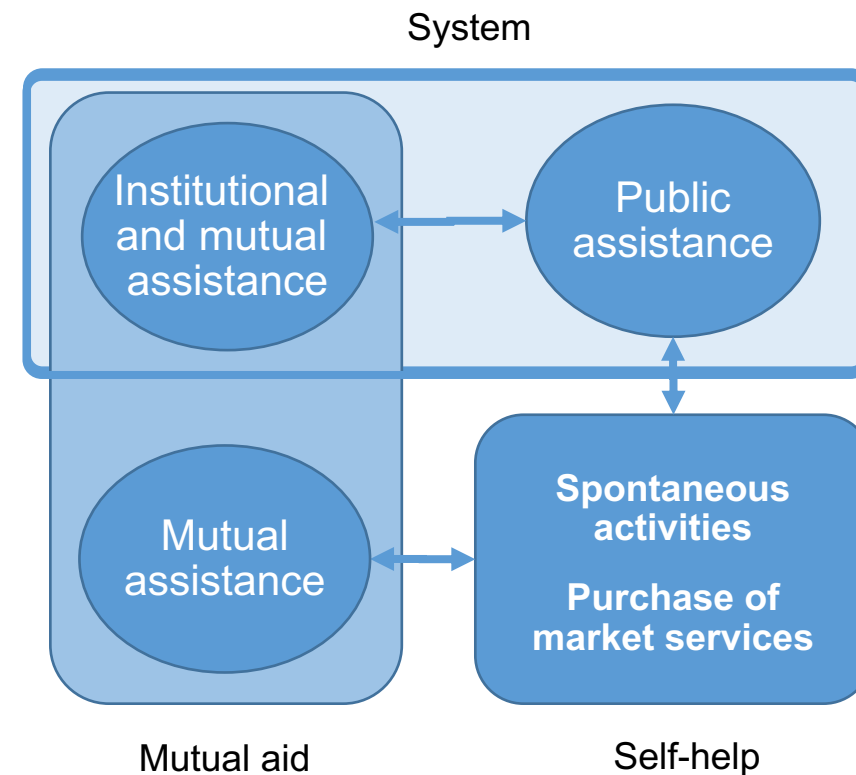 System
Institutional
and mutual
assistance
Public
assistance
Mutual
assistance
Spontaneous
activities
Purchase of
market services
Mutual aid
Self-help